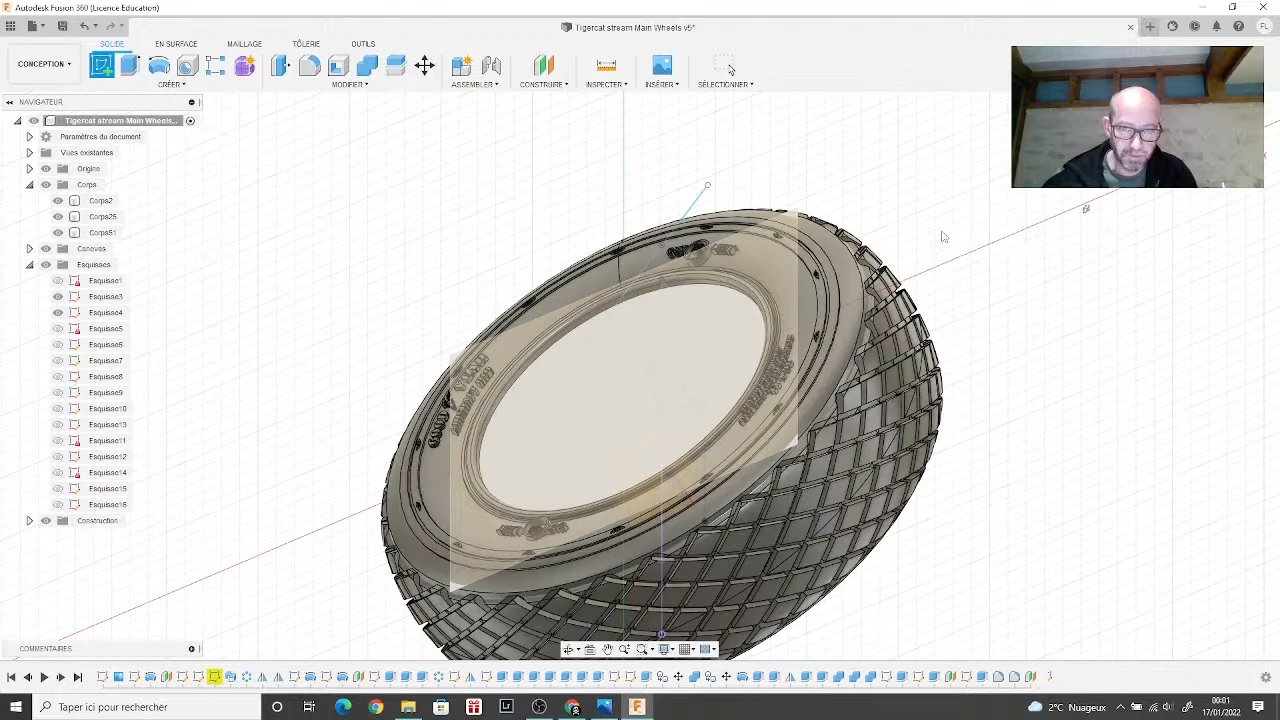 Autodesk Fusion 360 (Licence Education)
Tigercat stream Main Wheels v5*
FL
SOLIDE
EN SURFACE
MAILLAGE
TÔLERIE
OUTILS
CONCEPTION
CRÉER
MODIFIER
ASSEMBLER
CONSTRUIRE
INSPECTER
INSÉRER
SÉLECTIONNER
NAVIGATEUR
Tigercat stream Main Wheels...
Paramètres du document
Vues existantes
Origine
Corps
Corps2
Corps25
Corps51
Canevas
Esquisses
Esquisse1
Esquisse3
Esquisse4
Esquisse5
Esquisse6
Esquisse7
Esquisse8
Esquisse9
Esquisse10
Esquisse13
Esquisse11
Esquisse12
Esquisse14
Esquisse15
Esquisse16
Construction
COMMENTAIRES
Taper ici pour rechercher
2°C Nuageux
00:01
17/01/2022